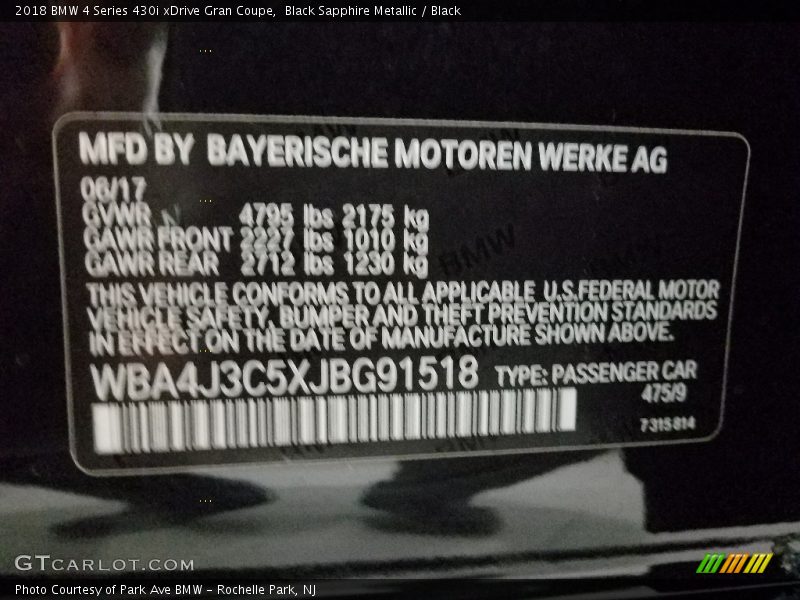 2018 BMW 4 Series 430i xDrive Gran Coupe, Black Sapphire Metallic / Black
MFD BY BAYERISCHE MOTOREN WERKE AG
06/17
GVWR 4795 lbs 2175 kg
GAWR FRONT 2227 lbs 1010 kg
GAWR REAR 2712 lbs 1230 kg
THIS VEHICLE CONFORMS TO ALL APPLICABLE U.S.FEDERAL MOTOR
VEHICLE SAFETY, BUMPER AND THEFT PREVENTION STANDARDS
IN EFFECT ON THE DATE OF MANUFACTURE SHOWN ABOVE.
WBA4J3C5XJBG91518 TYPE: PASSENGER CAR
475/9
7315814
BMW
GTCARLOT.COM
Photo Courtesy of Park Ave BMW – Rochelle Park, NJ